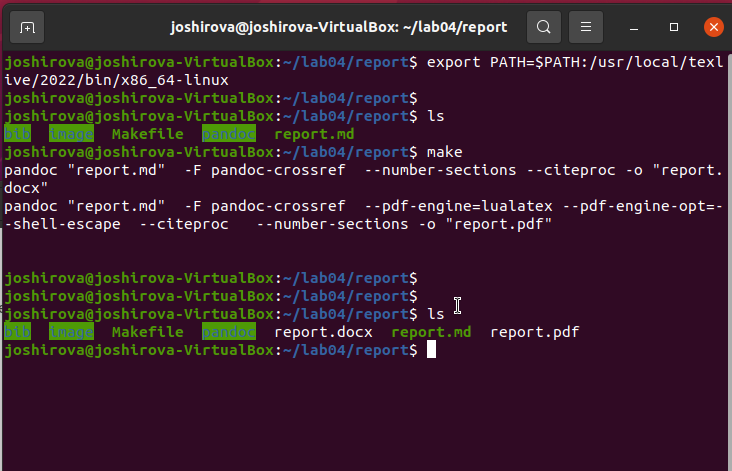 joshirova@joshirova-VirtualBox: ~/lab04/report
joshirova@joshirova-VirtualBox:~/lab04/report$ export PATH=$PATH:/usr/local/texl
ive/2022/bin/x86_64-linux
joshirova@joshirova-VirtualBox:~/lab04/report$
joshirova@joshirova-VirtualBox:~/lab04/report$ ls
bib  image  Makefile  pandoc  report.md
joshirova@joshirova-VirtualBox:~/lab04/report$ make
pandoc "report.md"  -F pandoc-crossref  --number-sections --citeproc -o "report.
docx"
pandoc "report.md"  -F pandoc-crossref  --pdf-engine=lualatex --pdf-engine-opt=-
-shell-escape  --citeproc   --number-sections -o "report.pdf"
joshirova@joshirova-VirtualBox:~/lab04/report$
joshirova@joshirova-VirtualBox:~/lab04/report$
joshirova@joshirova-VirtualBox:~/lab04/report$ ls
bib  image  Makefile  pandoc  report.docx  report.md  report.pdf
joshirova@joshirova-VirtualBox:~/lab04/report$